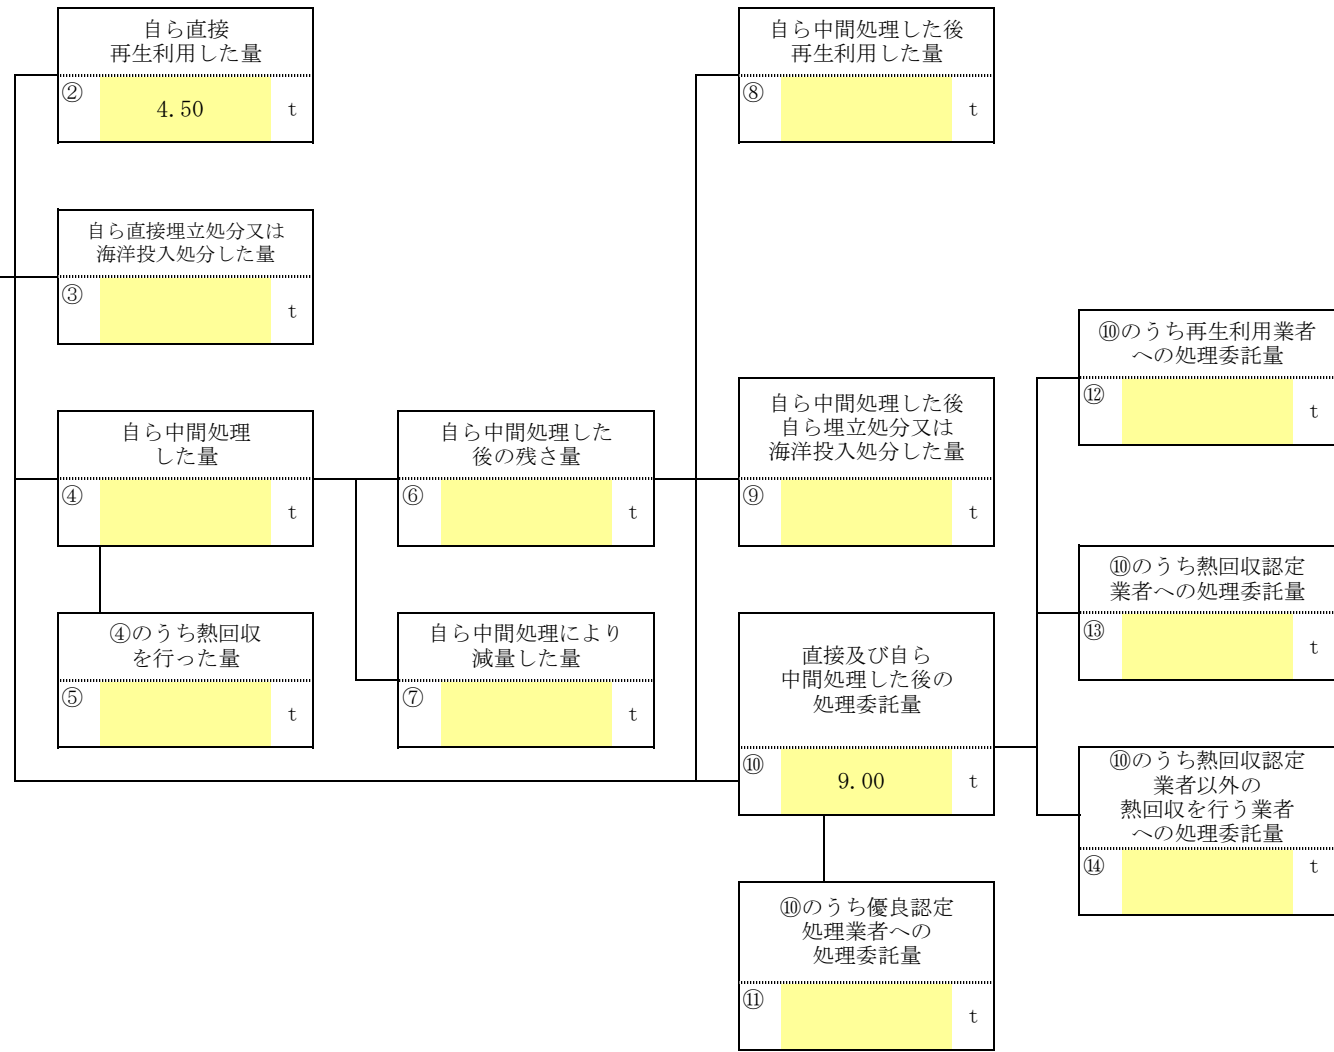 自ら直接
再生利用した量
②
4.50
t
自ら中間処理した後
再生利用した量
⑧
t
自ら直接埋立処分又は
海洋投入処分した量
③
t
⑩のうち再生利用業者
への処理委託量
⑫
t
自ら中間処理
した量
④
t
自ら中間処理した
後の残さ量
⑥
t
自ら中間処理した後
自ら埋立処分又は
海洋投入処分した量
⑨
t
⑩のうち熱回収認定
業者への処理委託量
⑬
t
④のうち熱回収
を行った量
⑤
t
自ら中間処理により
減量した量
⑦
t
直接及び自ら
中間処理した後の
処理委託量
⑩
9.00
t
⑩のうち熱回収認定
業者以外の
熱回収を行う業者
への処理委託量
⑭
t
⑩のうち優良認定
処理業者への
処理委託量
⑪
t